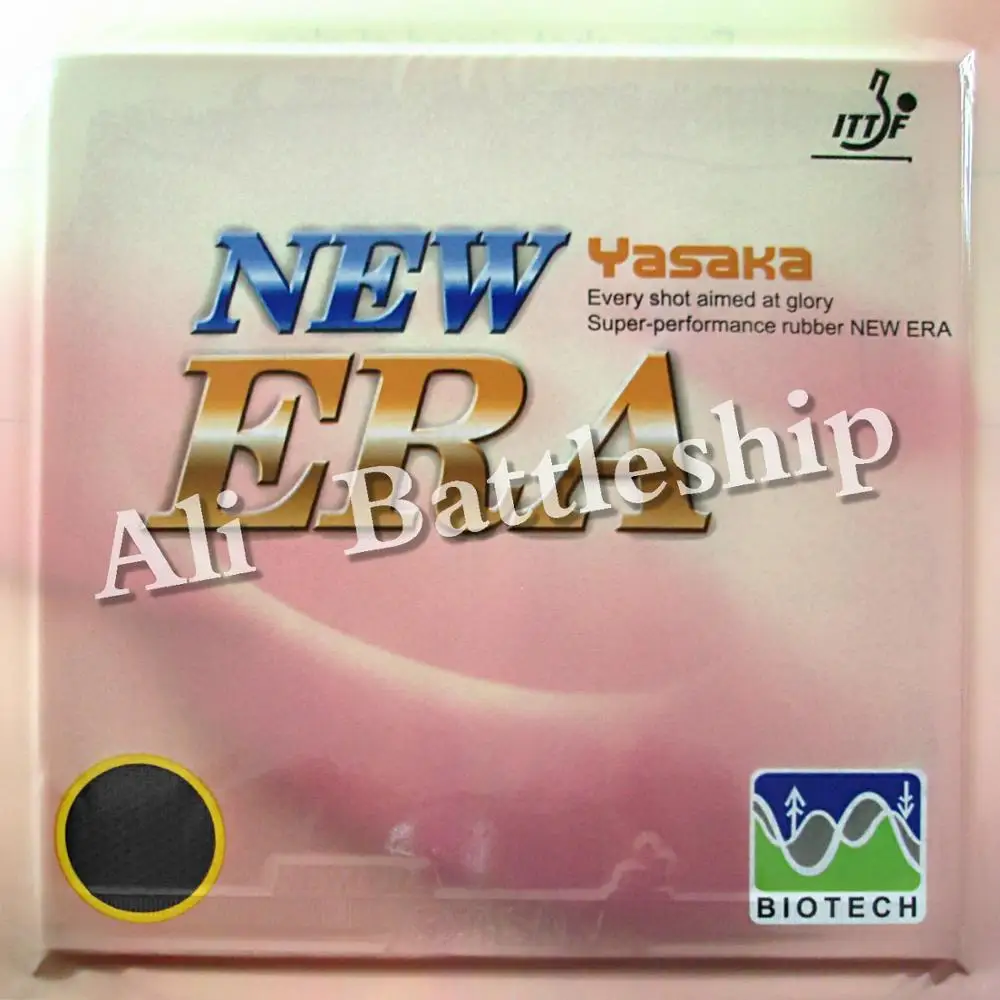 ITTF
NEW
Yasaka
Every shot aimed at glory
Super-performance rubber NEW ERA
ERA
Ali Battleship
BIOTECH